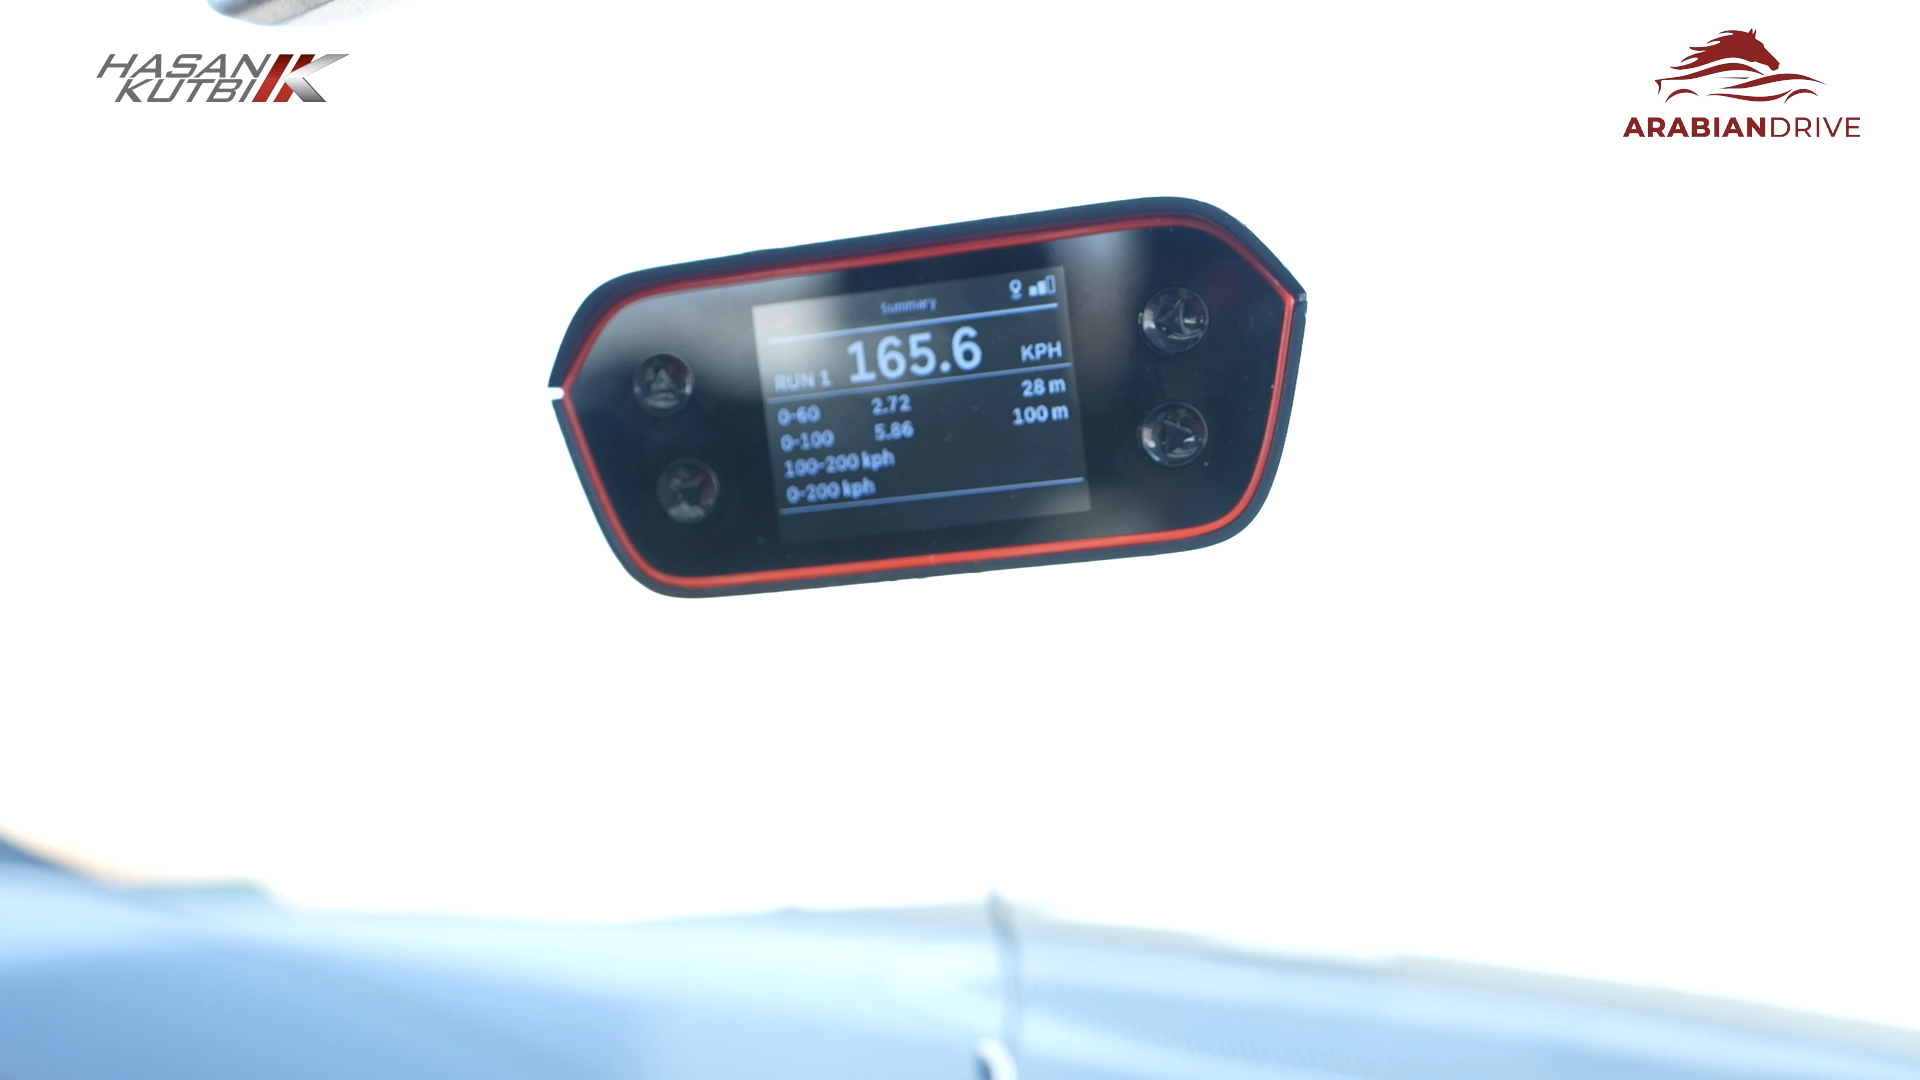 HASAN
KUTBI
ARABIANDRIVE
Summary
RUN 1 165.6 KPH
0-60 2.72 28 m
0-100 5.86 100 m
100-200 kph
0-200 kph